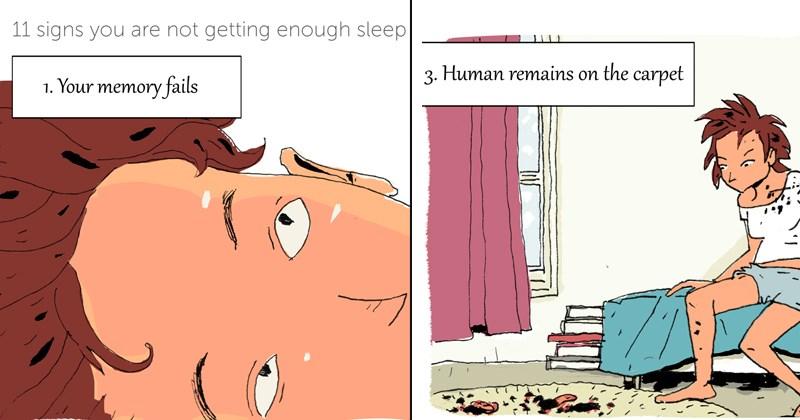 11 signs you are not getting enough sleep
1. Your memory fails
3. Human remains on the carpet